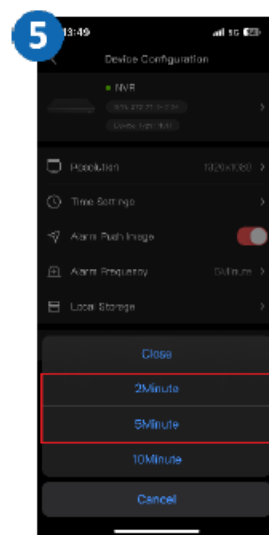 5
13:49
5G
Device Configuration
NVR
Resolution
1920×1080
Time Settings
Alarm Push Image
Alarm Frequency
5Minute
Local Storage
Close
2Minute
5Minute
10Minute
Cancel